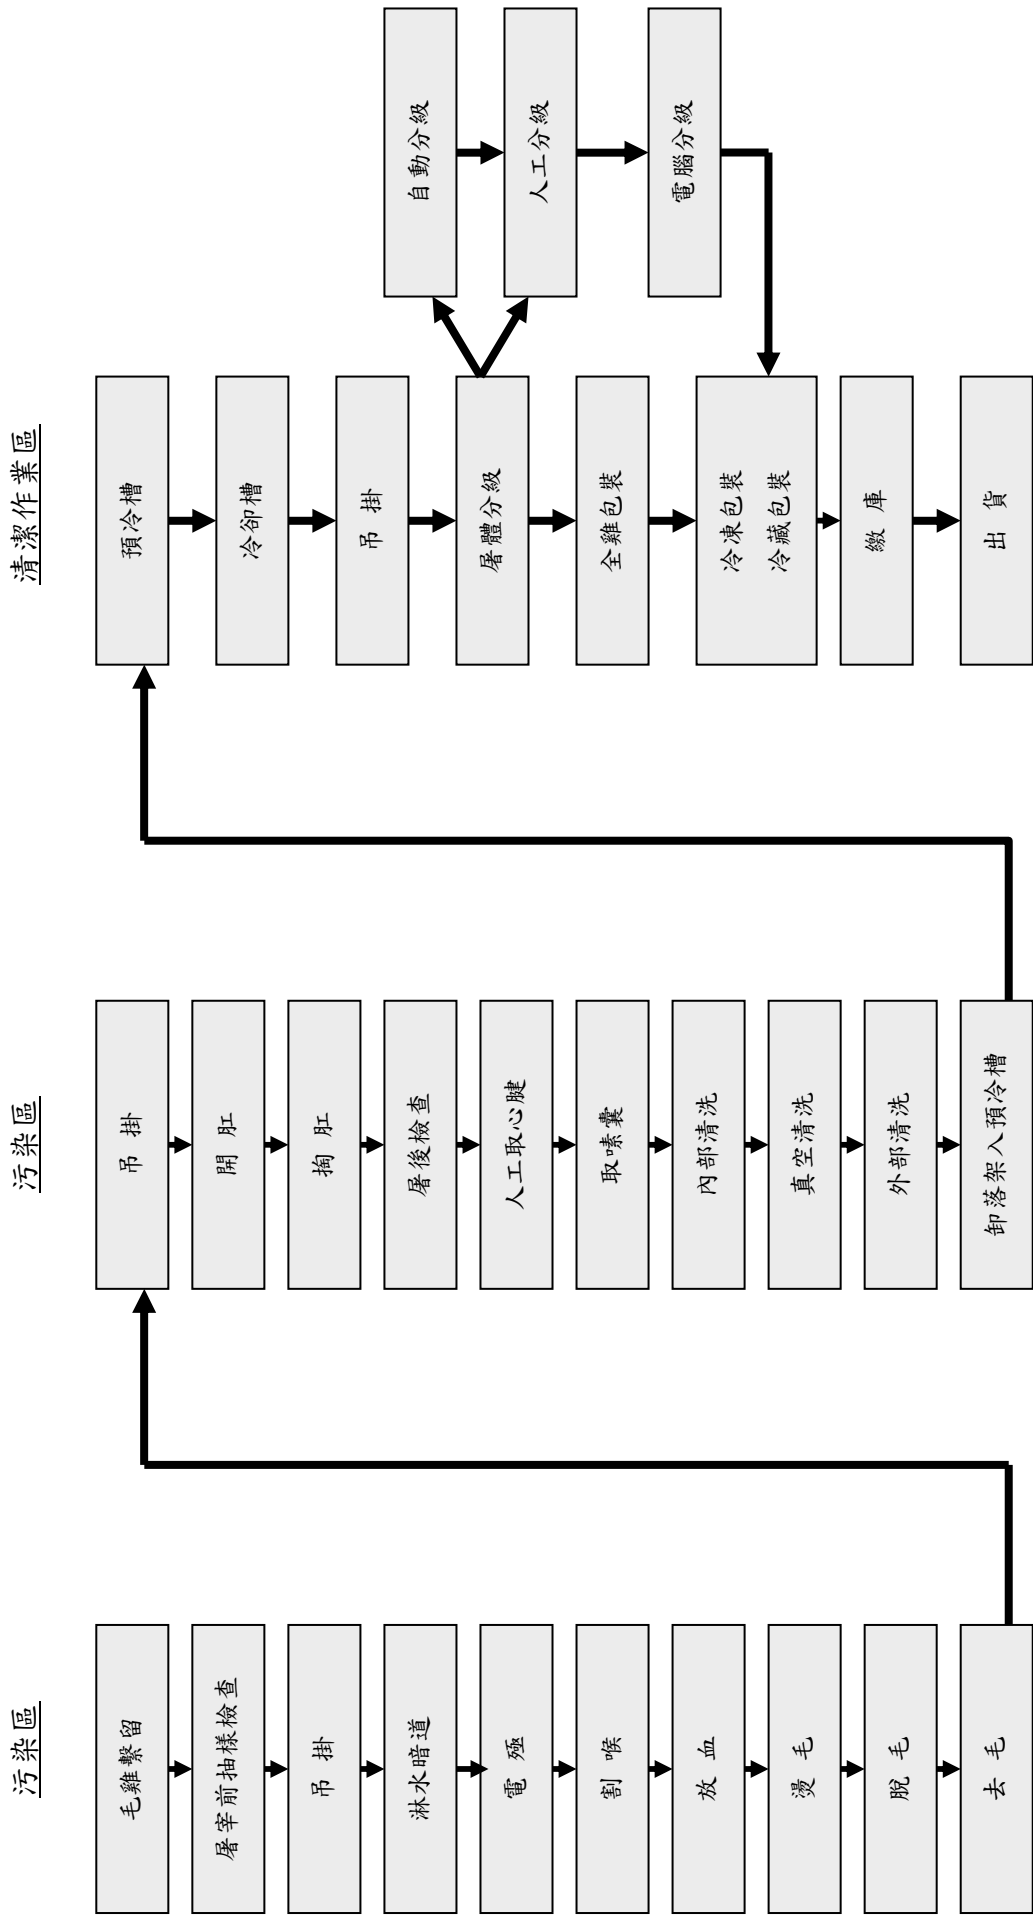 污染區
毛雞繫留
屠宰前抽樣檢查
吊 掛
淋水暗道
電 殛
割 喉
放 血
燙 毛
脫 毛
去 毛
污染區
吊 掛
開 肛
掏 肛
屠後檢查
人工取心腱
取嗉囊
內部清洗
真空清洗
外部清洗
卸落架入預冷槽
清潔作業區
預冷槽
冷卻槽
吊 掛
屠體分級
全雞包裝
冷凍包裝
冷藏包裝
繳 庫
出 貨
自動分級
人工分級
電腦分級